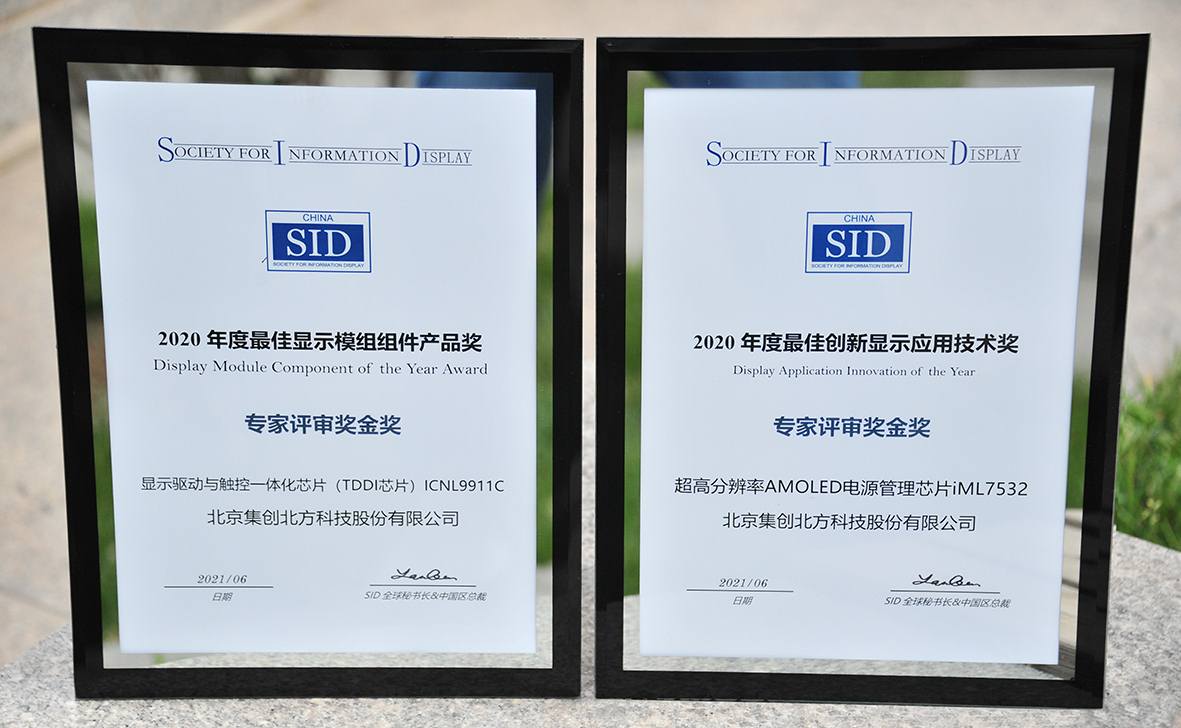 SOCIETY FOR INFORMATION DISPLAY
CHINA
SID
SOCIETY FOR INFORMATION DISPLAY
2020 年度最佳显示模组组件产品奖
Display Module Component of the Year Award
专家评审奖金奖
显示驱动与触控一体化芯片（TDDI芯片）ICNL9911C
北京集创北方科技股份有限公司
2021/06
日期
SID 全球秘书长&中国区总裁
SOCIETY FOR INFORMATION DISPLAY
CHINA
SID
SOCIETY FOR INFORMATION DISPLAY
2020 年度最佳创新显示应用技术奖
Display Application Innovation of the Year
专家评审奖金奖
超高分辨率AMOLED电源管理芯片iML7532
北京集创北方科技股份有限公司
2021/06
日期
SID 全球秘书长&中国区总裁